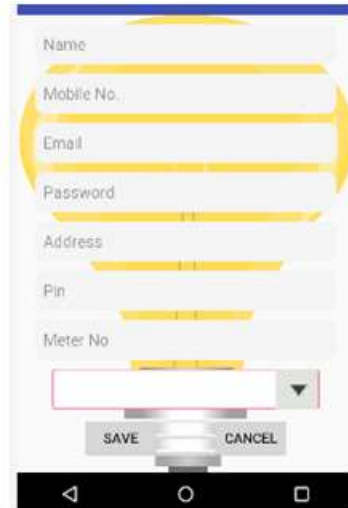 Name
Mobile No.
Email
Password
Address
Pin
Meter No
SAVE CANCEL